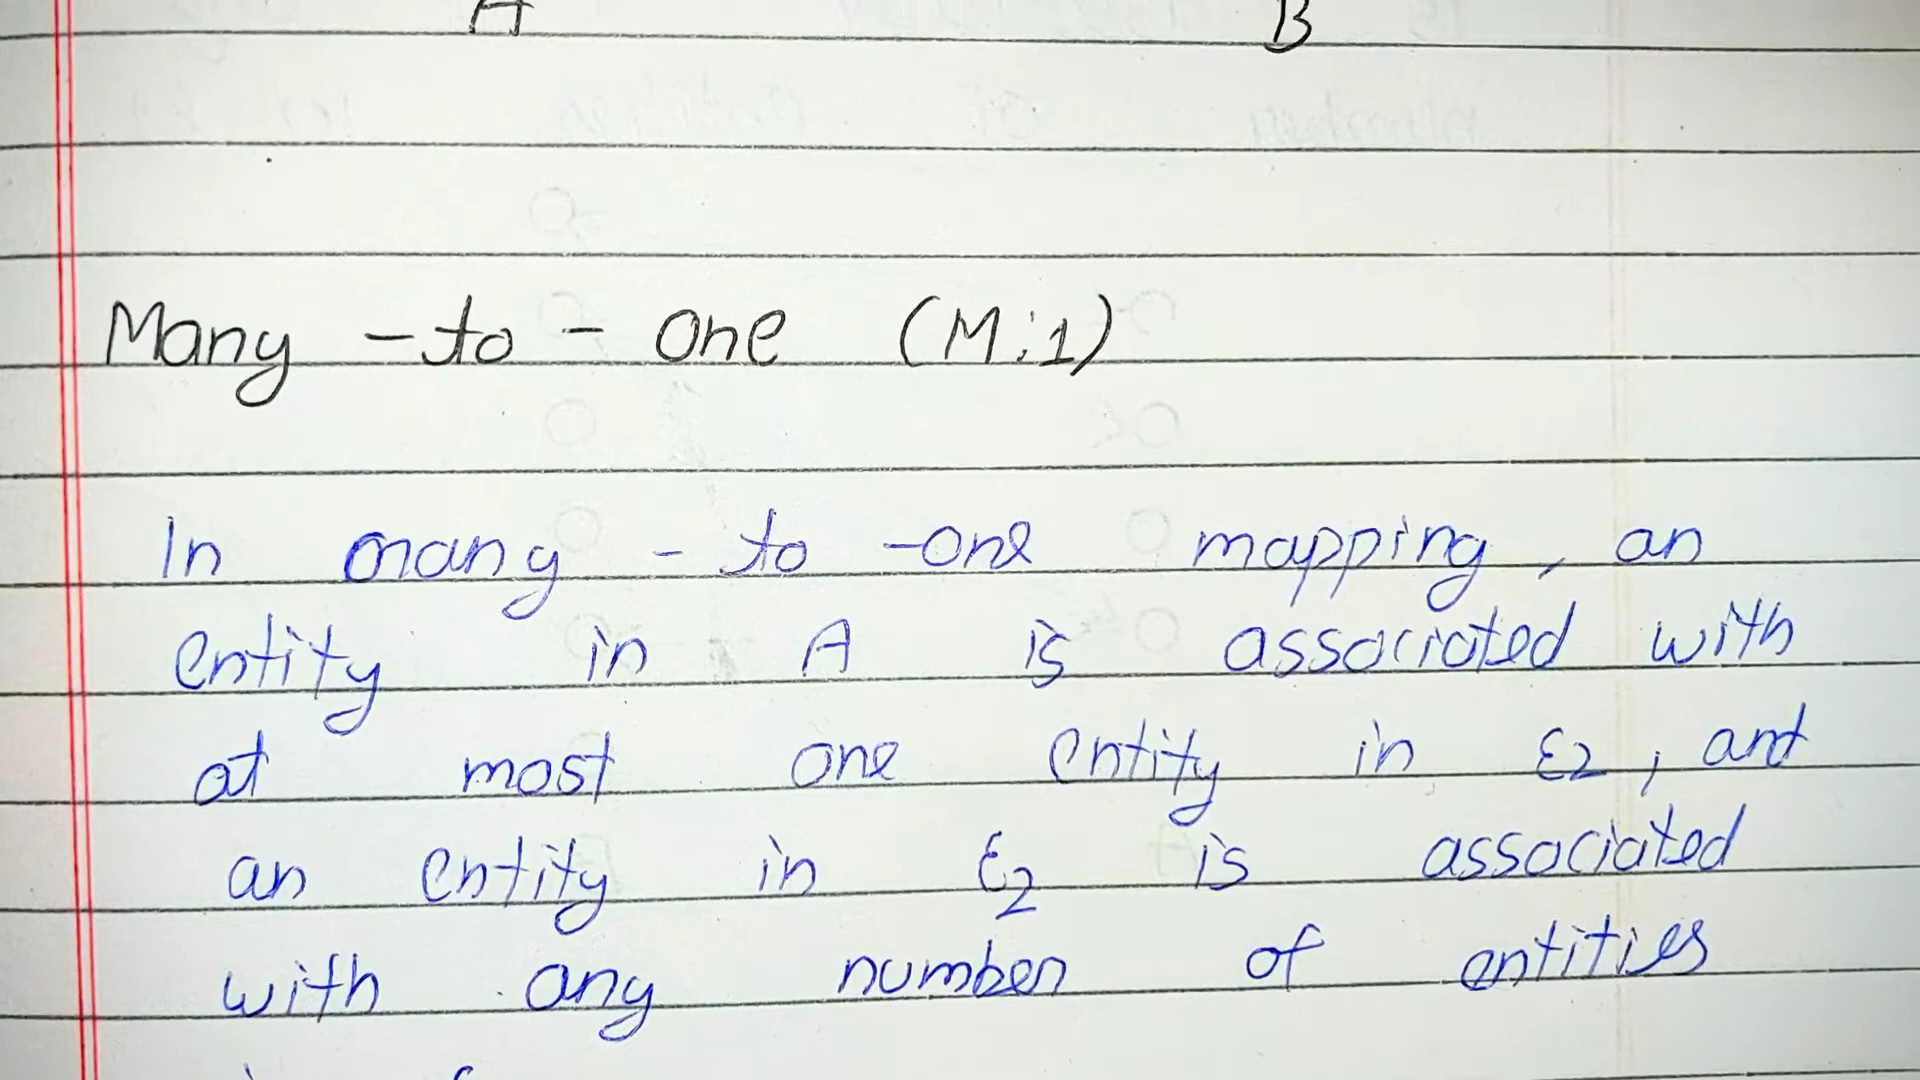 A B
Many - to - One (M:1)
In many - to - one mapping, an
entity in A is associated with
at most one entity in E2, and
an entity in E2 is associated
with any number of entities